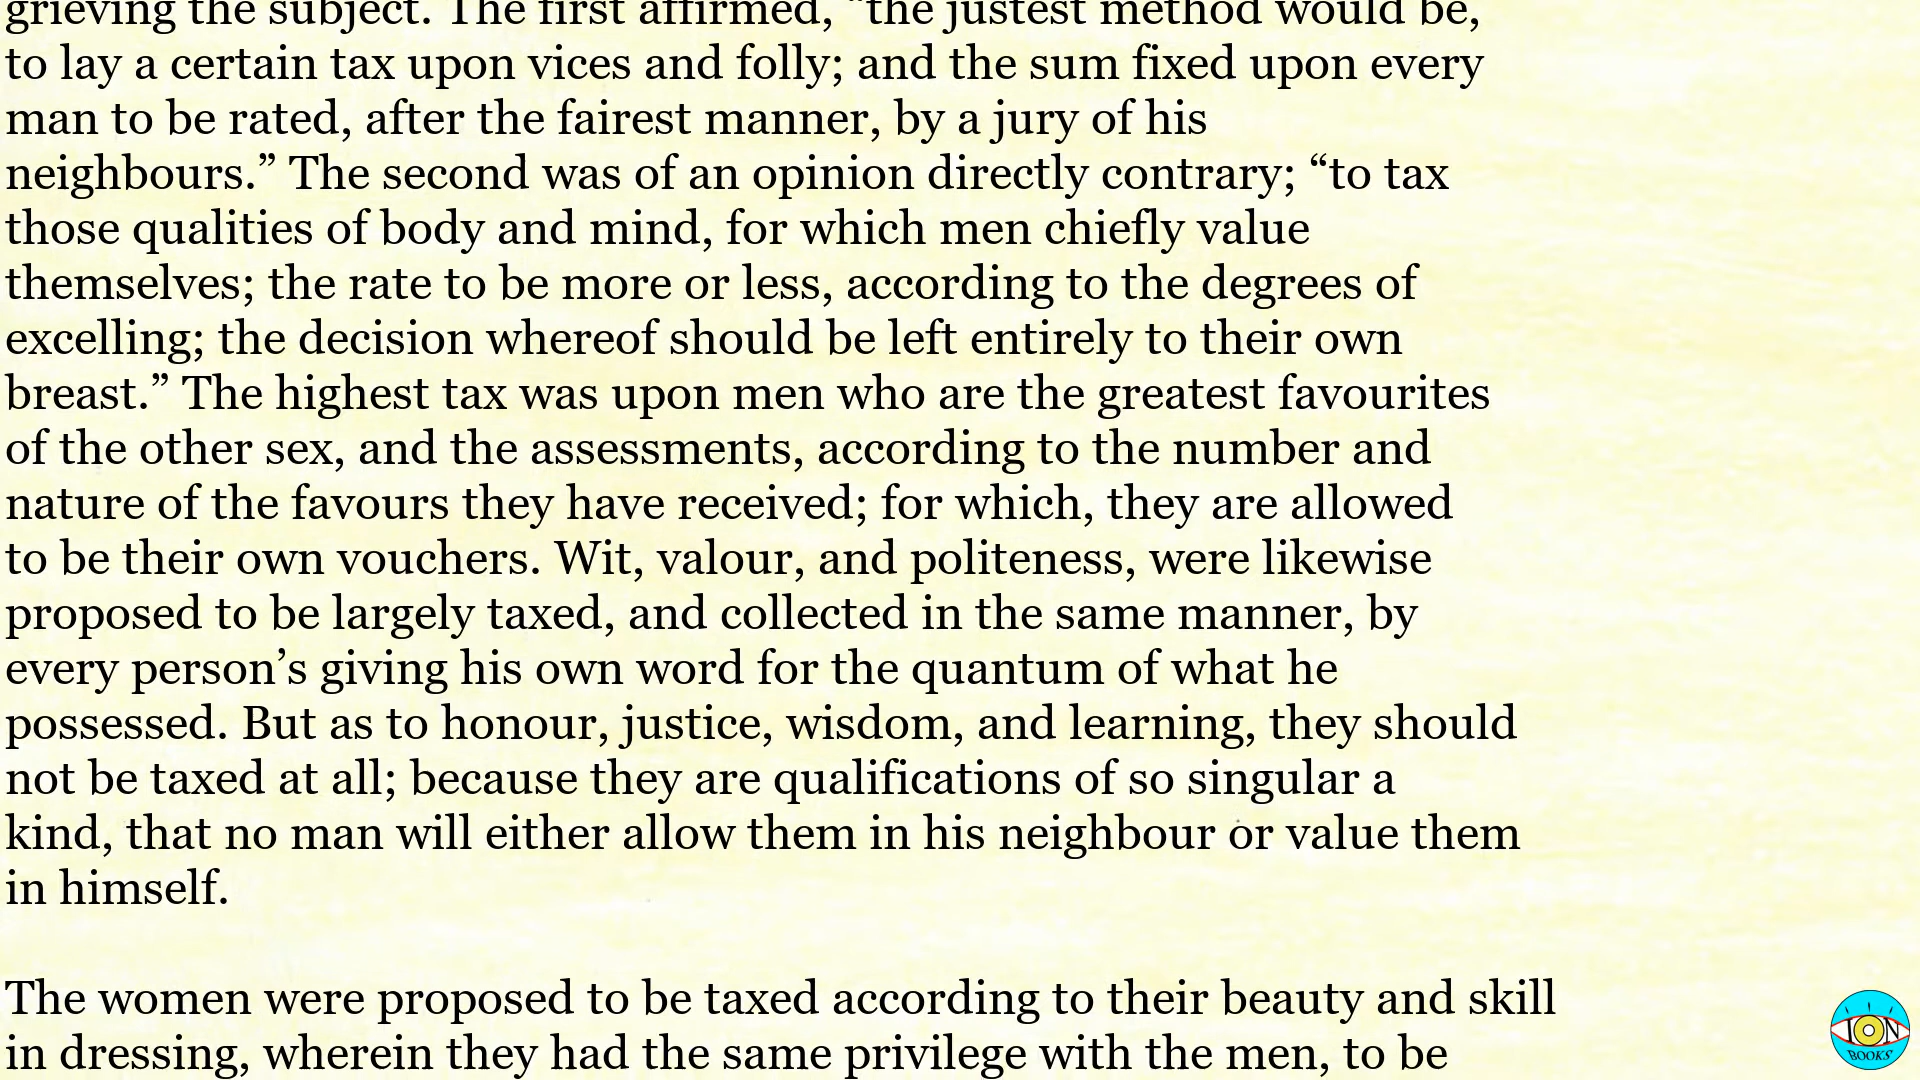 grieving the subject. The first affirmed, “the justest method would be,
to lay a certain tax upon vices and folly; and the sum fixed upon every
man to be rated, after the fairest manner, by a jury of his
neighbours.” The second was of an opinion directly contrary; “to tax
those qualities of body and mind, for which men chiefly value
themselves; the rate to be more or less, according to the degrees of
excelling; the decision whereof should be left entirely to their own
breast.” The highest tax was upon men who are the greatest favourites
of the other sex, and the assessments, according to the number and
nature of the favours they have received; for which, they are allowed
to be their own vouchers. Wit, valour, and politeness, were likewise
proposed to be largely taxed, and collected in the same manner, by
every person’s giving his own word for the quantum of what he
possessed. But as to honour, justice, wisdom, and learning, they should
not be taxed at all; because they are qualifications of so singular a
kind, that no man will either allow them in his neighbour or value them
in himself.
The women were proposed to be taxed according to their beauty and skill
in dressing, wherein they had the same privilege with the men, to be
ION
BOOKS